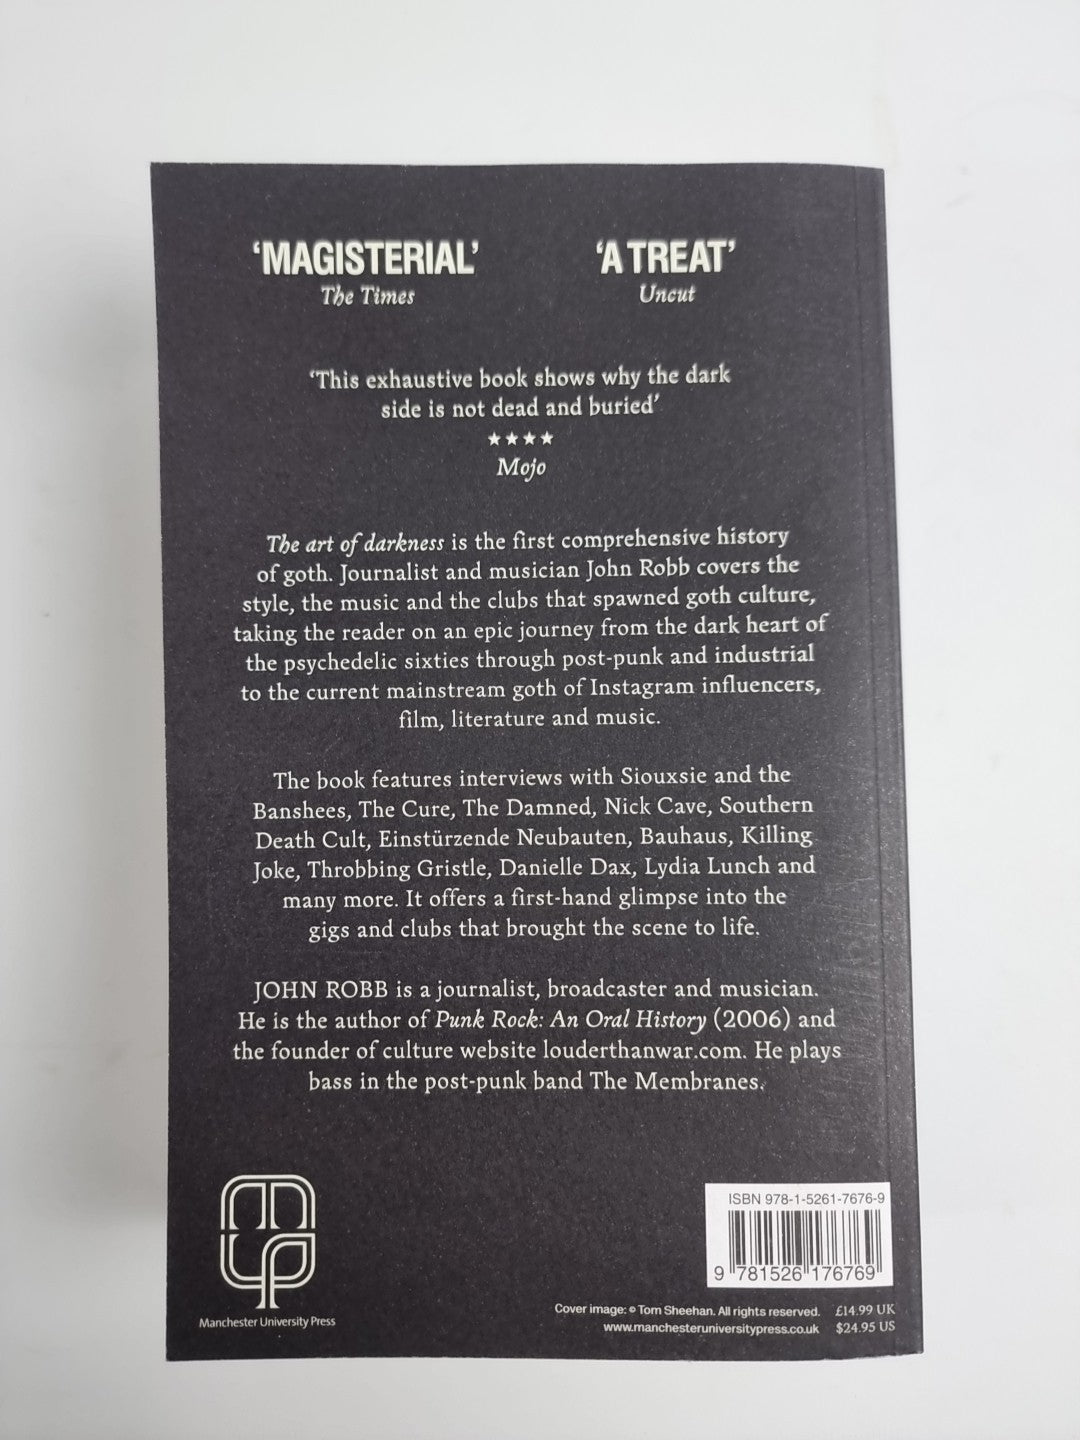 ‘MAGISTERIAL’
The Times
‘A TREAT’
Uncut
‘This exhaustive book shows why the dark
side is not dead and buried’
★★★★
Mojo
The art of darkness is the first comprehensive history
of goth. Journalist and musician John Robb covers the
style, the music and the clubs that spawned goth culture,
taking the reader on an epic journey from the dark heart of
the psychedelic sixties through post-punk and industrial
to the current mainstream goth of Instagram influencers,
film, literature and music.
The book features interviews with Siouxsie and the
Banshees, The Cure, The Damned, Nick Cave, Southern
Death Cult, Einstürzende Neubauten, Bauhaus, Killing
Joke, Throbbing Gristle, Danielle Dax, Lydia Lunch and
many more. It offers a first-hand glimpse into the
gigs and clubs that brought the scene to life.
JOHN ROBB is a journalist, broadcaster and musician.
He is the author of Punk Rock: An Oral History (2006) and
the founder of culture website louderthanwar.com. He plays
bass in the post-punk band The Membranes.
mup
Manchester University Press
ISBN 978-1-5261-7676-9
9 781526 176769
Cover image: © Tom Sheehan. All rights reserved.
www.manchesteruniversitypress.co.uk
£14.99 UK
$24.95 US